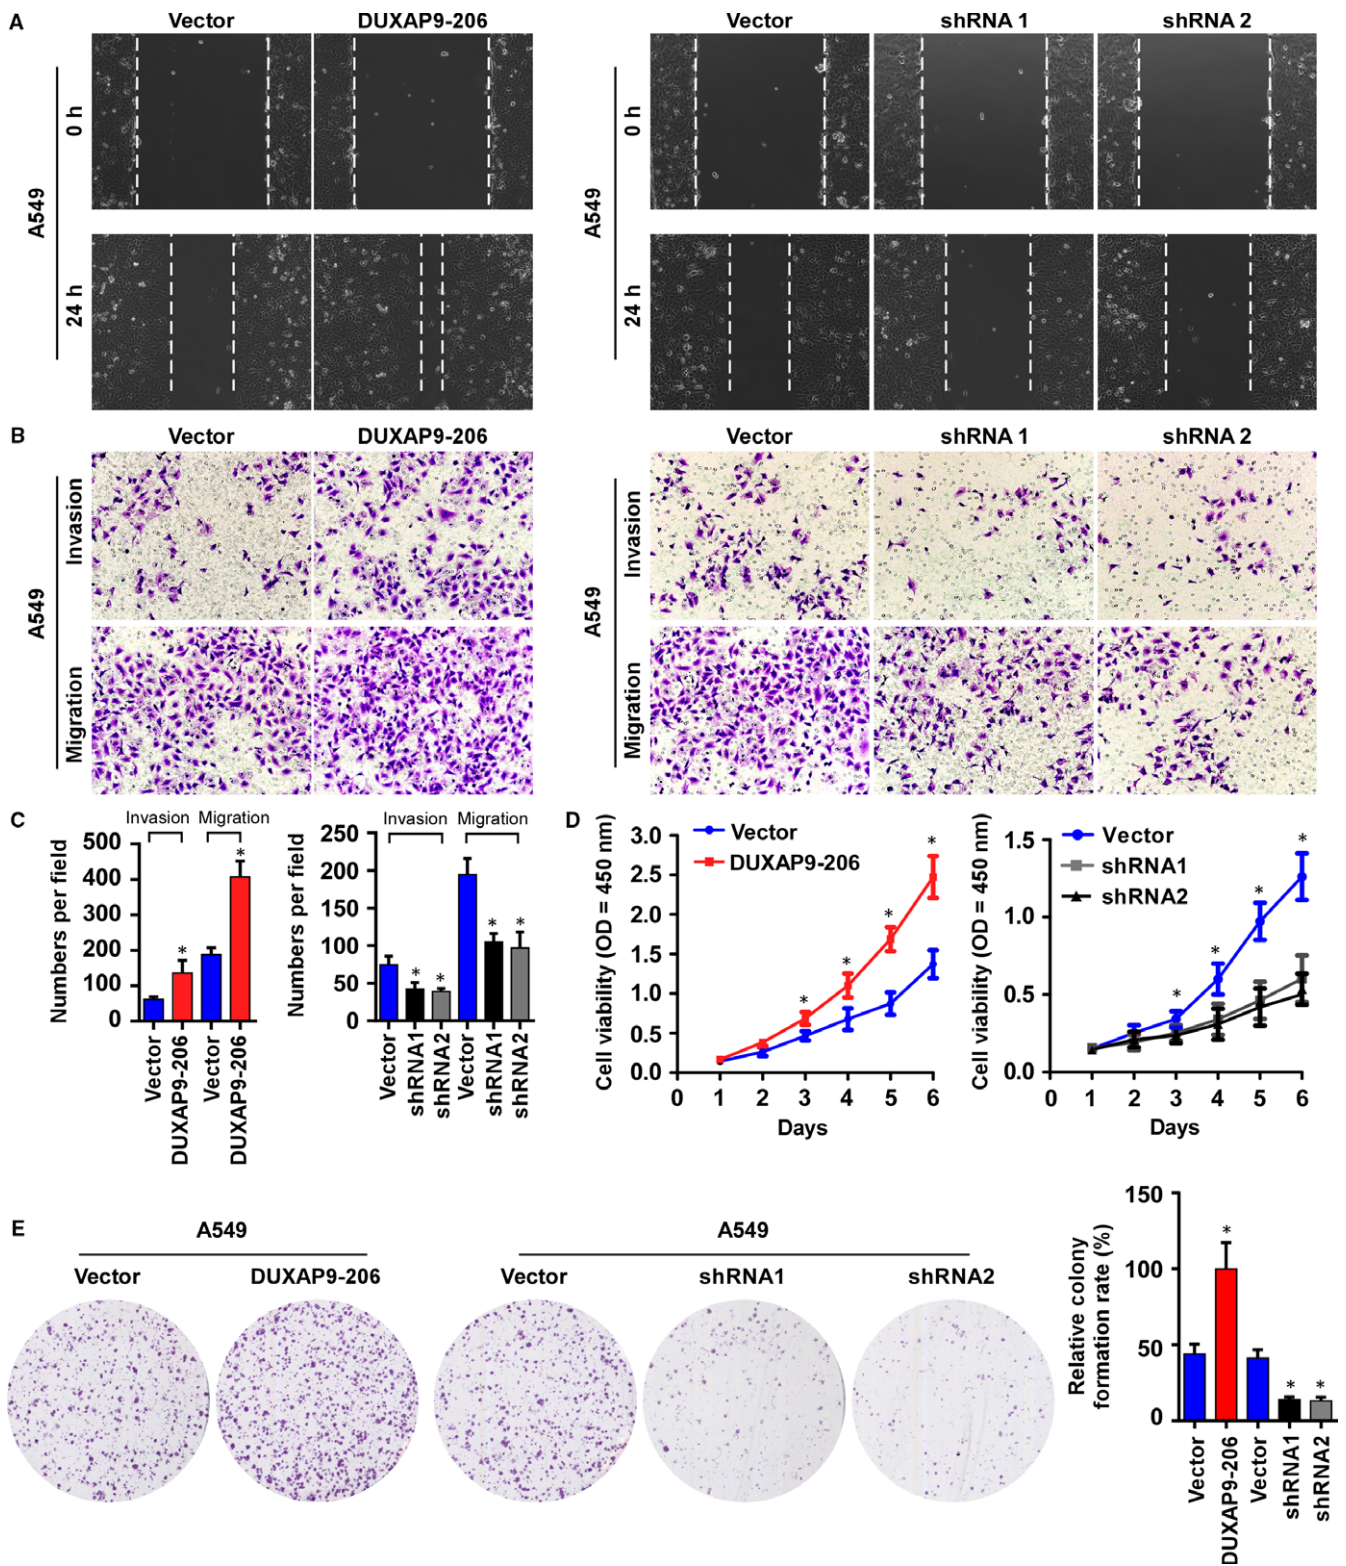 A
Vector
DUXAP9-206
Vector
shRNA 1
shRNA 2
A549
0 h
24 h
A549
0 h
24 h
B
Vector
DUXAP9-206
Vector
shRNA 1
shRNA 2
A549
Invasion
Migration
A549
Invasion
Migration
C
Invasion
Migration
Numbers per field
500
400
300
200
100
0
*
*
Vector
DUXAP9-206
Vector
DUXAP9-206
Invasion
Migration
Numbers per field
250
200
150
100
50
0
*
*
*
*
Vector
shRNA1
shRNA2
Vector
shRNA1
shRNA2
D
Cell viability (OD = 450 nm)
3.0
2.5
2.0
1.5
1.0
0.5
0.0
Vector
DUXAP9-206
*
*
*
*
0 1 2 3 4 5 6
Days
Cell viability (OD = 450 nm)
1.5
1.0
0.5
0.0
Vector
shRNA1
shRNA2
*
*
*
*
0 1 2 3 4 5 6
Days
E
A549
Vector
DUXAP9-206
A549
Vector
shRNA1
shRNA2
Relative colony
formation rate (%)
150
100
50
0
*
*
*
Vector
DUXAP9-206
Vector
shRNA1
shRNA2